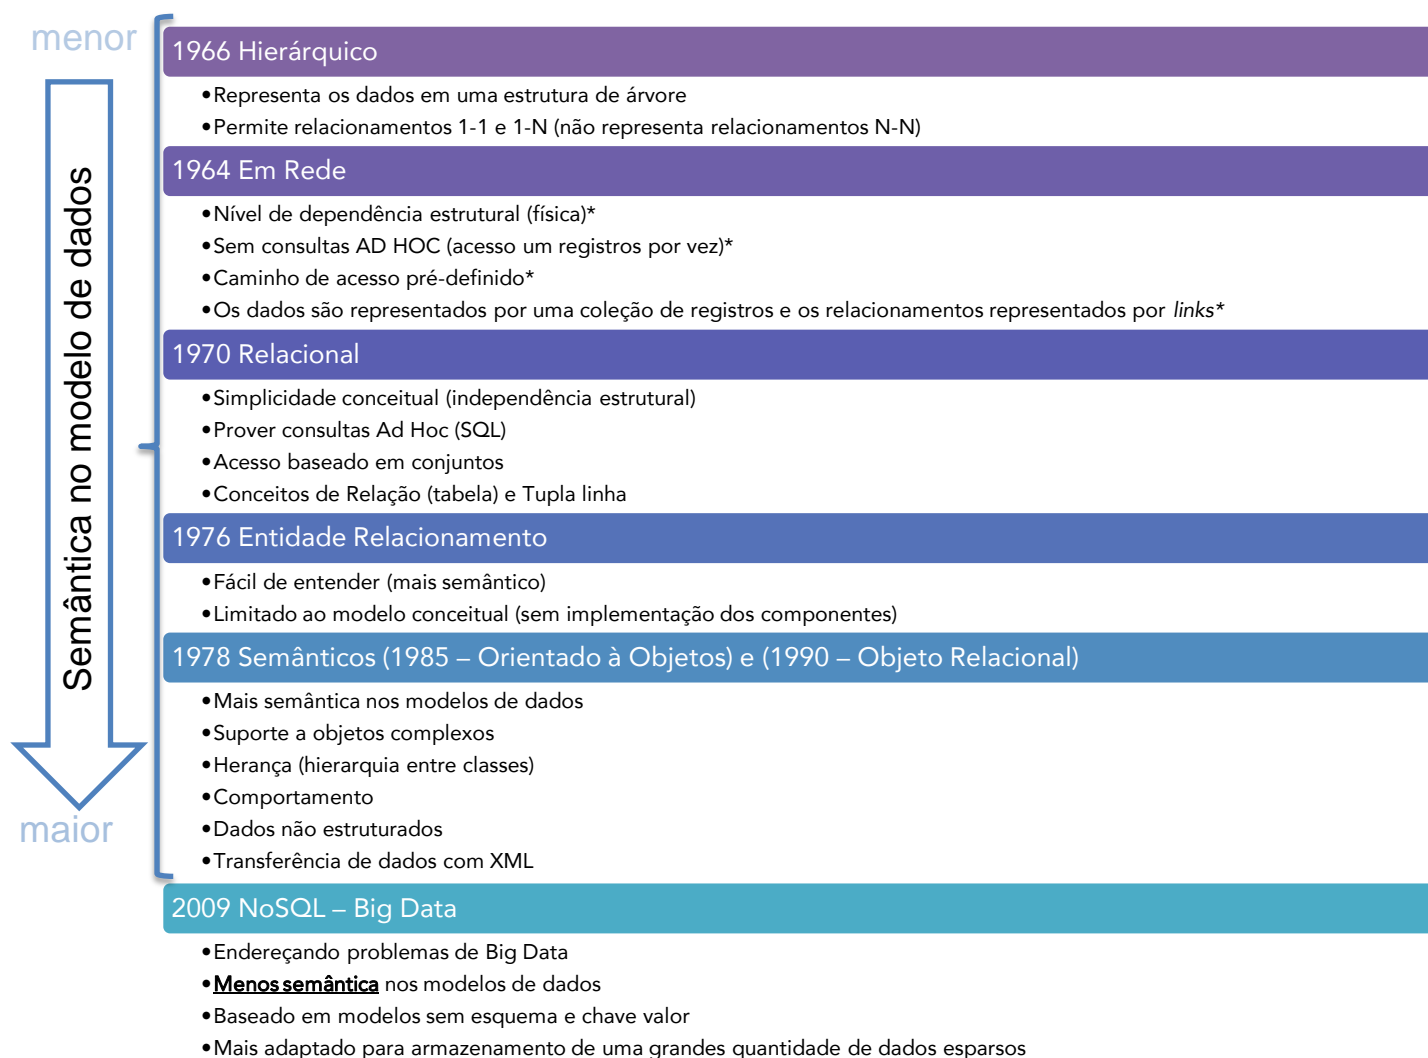 menor
Semântica no modelo de dados
maior
1966 Hierárquico
•Representa os dados em uma estrutura de árvore
•Permite relacionamentos 1-1 e 1-N (não representa relacionamentos N-N)
1964 Em Rede
•Nível de dependência estrutural (física)*
•Sem consultas AD HOC (acesso um registros por vez)*
•Caminho de acesso pré-definido*
•Os dados são representados por uma coleção de registros e os relacionamentos representados por links*
1970 Relacional
•Simplicidade conceitual (independência estrutural)
•Prover consultas Ad Hoc (SQL)
•Acesso baseado em conjuntos
•Conceitos de Relação (tabela) e Tupla linha
1976 Entidade Relacionamento
•Fácil de entender (mais semântico)
•Limitado ao modelo conceitual (sem implementação dos componentes)
1978 Semânticos (1985 – Orientado à Objetos) e (1990 – Objeto Relacional)
•Mais semântica nos modelos de dados
•Suporte a objetos complexos
•Herança (hierarquia entre classes)
•Comportamento
•Dados não estruturados
•Transferência de dados com XML
2009 NoSQL – Big Data
•Endereçando problemas de Big Data
•Menos semântica nos modelos de dados
•Baseado em modelos sem esquema e chave valor
•Mais adaptado para armazenamento de uma grandes quantidade de dados esparsos